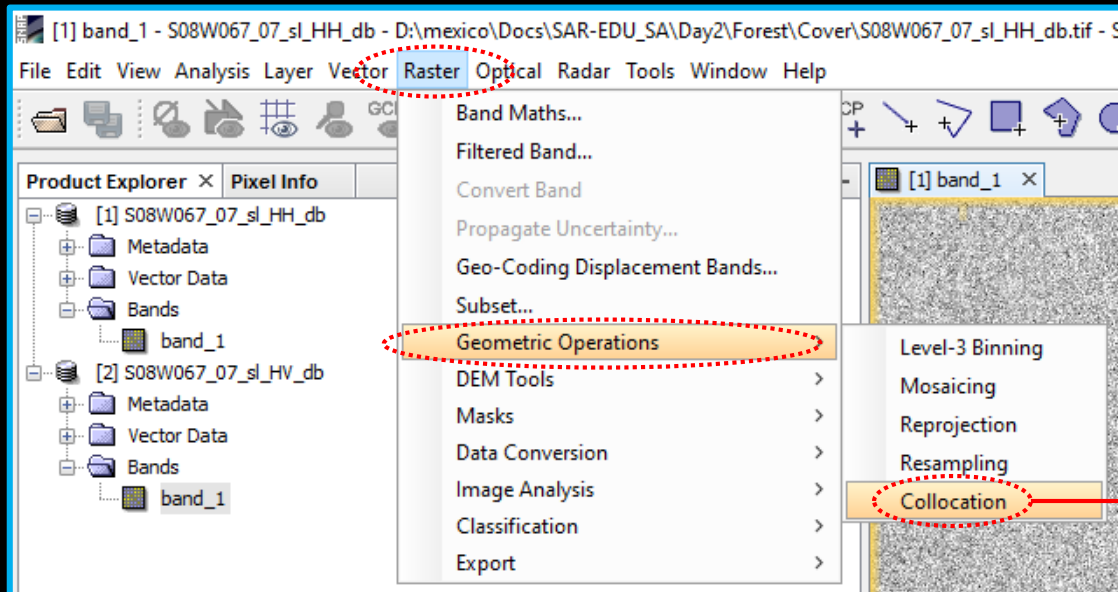 [1] band_1 - S08W067_07_sl_HH_db - D:\mexico\Docs\SAR-EDU_SA\Day2\Forest\Cover\S08W067_07_sl_HH_db.tif - S
File Edit View Analysis Layer Vector Raster Optical Radar Tools Window Help
Product Explorer × Pixel Info
[1] S08W067_07_sl_HH_db
Metadata
Vector Data
Bands
band_1
[2] S08W067_07_sl_HV_db
Metadata
Vector Data
Bands
band_1
Band Maths...
Filtered Band...
Convert Band
Propagate Uncertainty...
Geo-Coding Displacement Bands...
Subset...
Geometric Operations
DEM Tools
Masks
Data Conversion
Image Analysis
Classification
Export
Level-3 Binning
Mosaicing
Reprojection
Resampling
Collocation
[1] band_1 ×